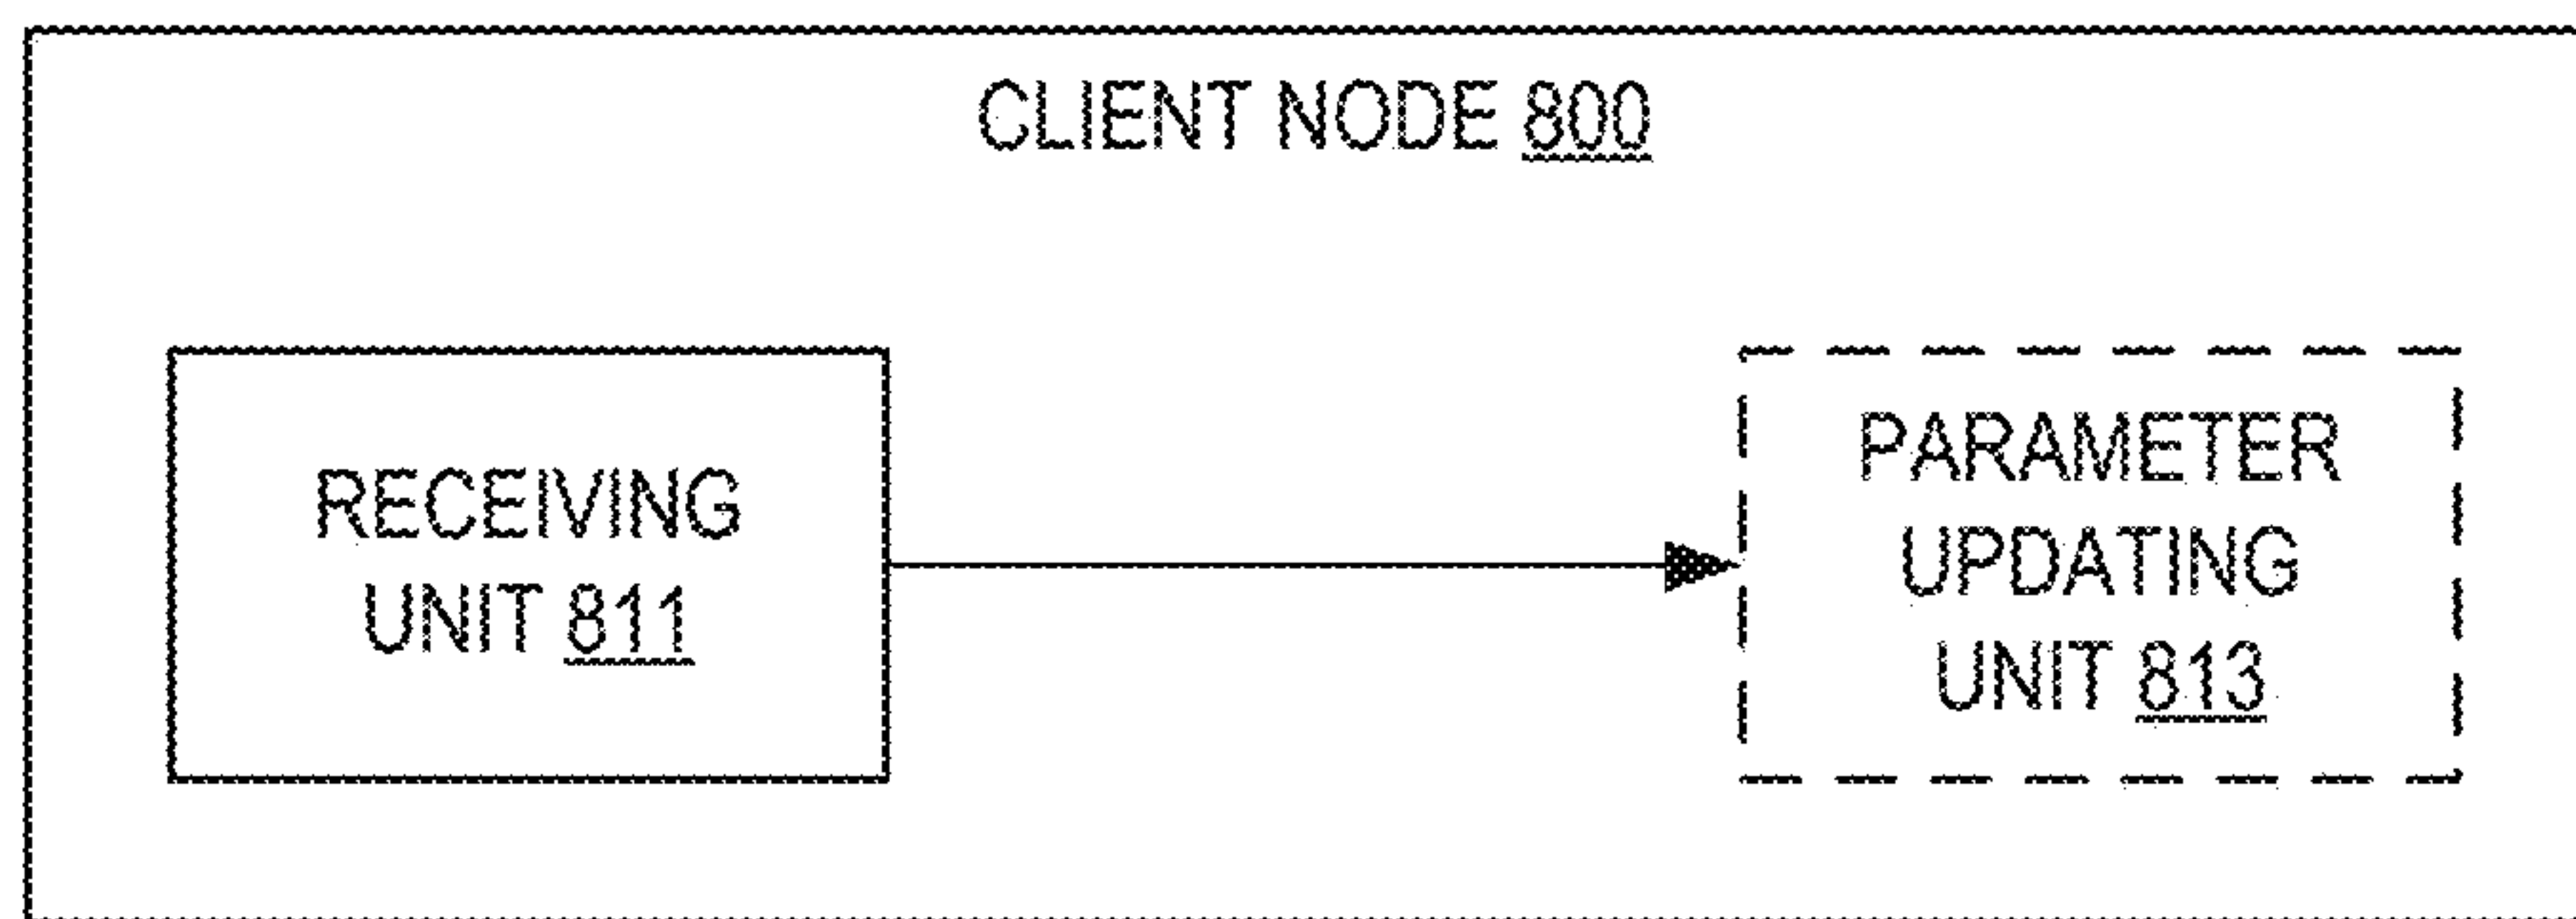 CLIENT NODE 800
RECEIVING
UNIT 811
PARAMETER
UPDATING
UNIT 813